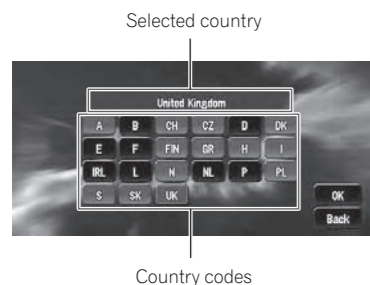 Selected country
United Kingdom
A B CH CZ D DK
E F FIN GR H I
IRL L N NL P PL
S SK UK
OK
Back
Country codes